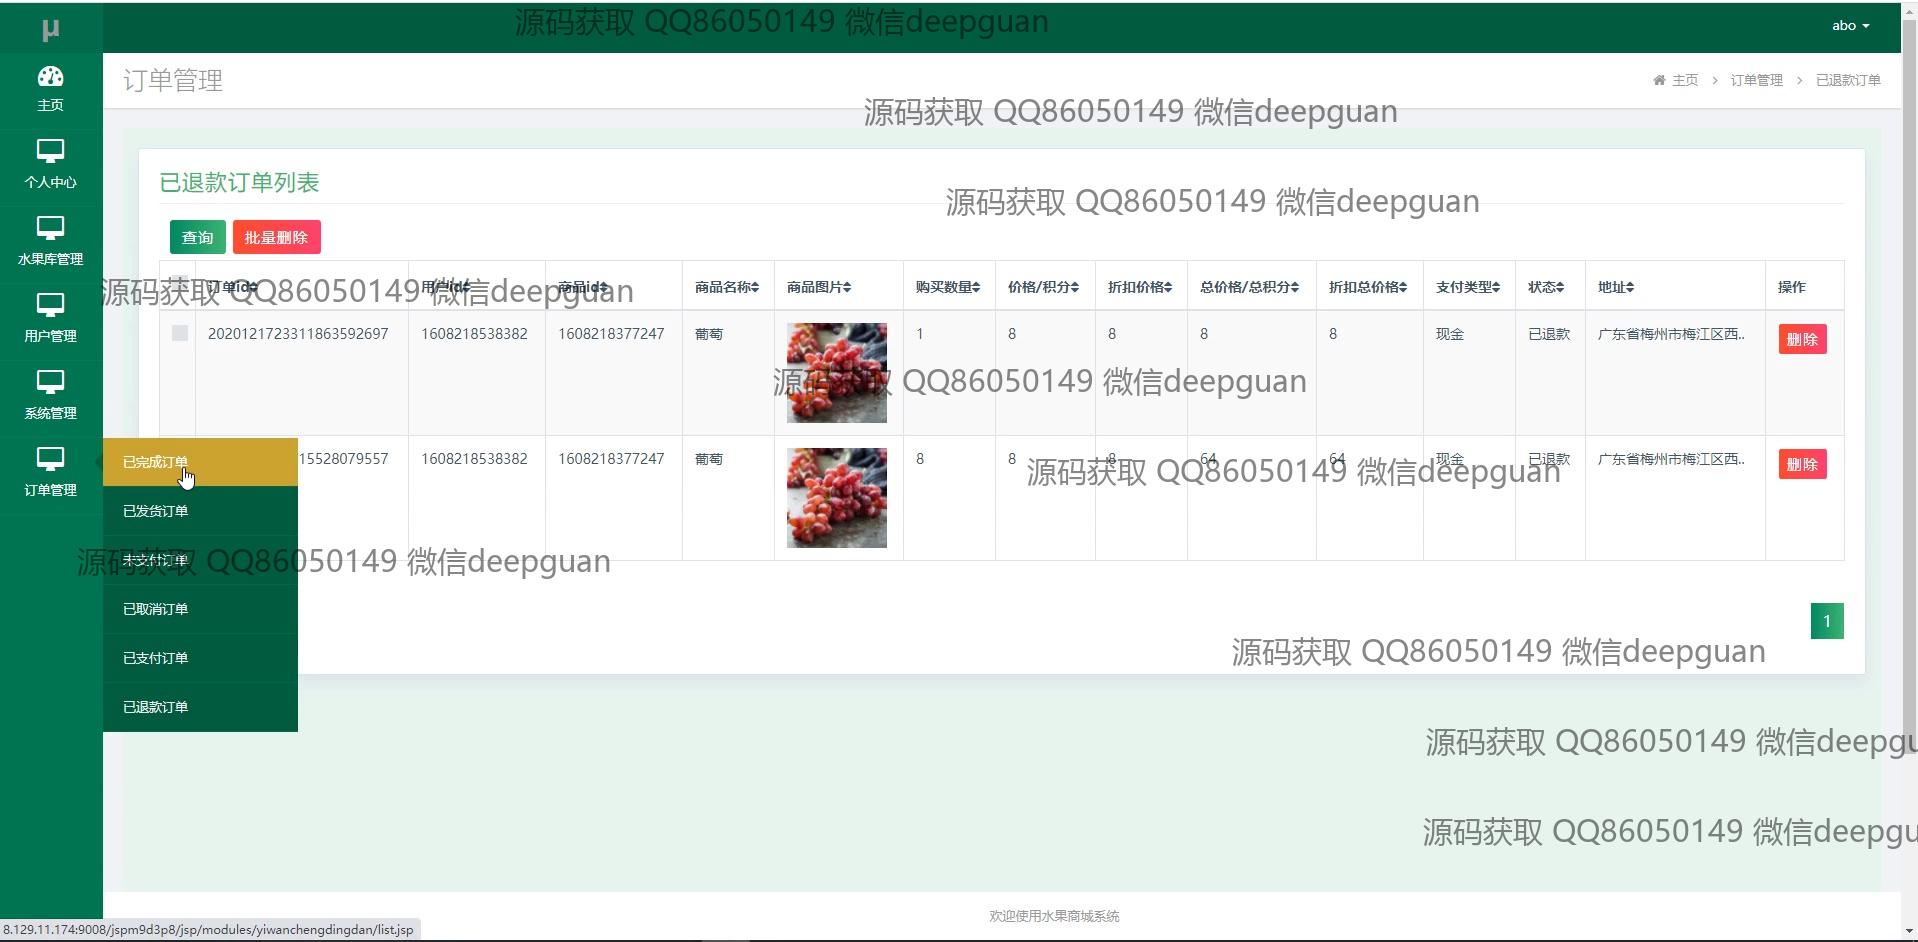 μ
源码获取 QQ86050149 微信deepguan
abo
主页
订单管理
主页 > 订单管理 > 已退款订单
源码获取 QQ86050149 微信deepguan
个人中心
已退款订单列表
源码获取 QQ86050149 微信deepguan
查询 批量删除
水果库管理
订单id 用户id 商品id 商品名称 商品图片 购买数量 价格/积分 折扣价格 总价格/总积分 折扣总价格 支付类型 状态 地址 操作
源码获取 QQ86050149 微信deepguan
用户管理
2020121723311863592697 1608218538382 1608218377247 葡萄 1 8 8 8 8 现金 已退款 广东省梅州市梅江区西.. 删除
源码获取 QQ86050149 微信deepguan
系统管理
15528079557 1608218538382 1608218377247 葡萄 8 8 8 64 64 现金 已退款 广东省梅州市梅江区西.. 删除
源码获取 QQ86050149 微信deepguan
订单管理
已完成订单
已发货订单
未支付订单
源码获取 QQ86050149 微信deepguan
已取消订单
1
已支付订单
源码获取 QQ86050149 微信deepguan
已退款订单
源码获取 QQ86050149 微信deepgu
源码获取 QQ86050149 微信deepgu
欢迎使用水果商城系统
8.129.11.174:9008/jspm9d3p8/jsp/modules/yiwanchengdingdan/list.jsp